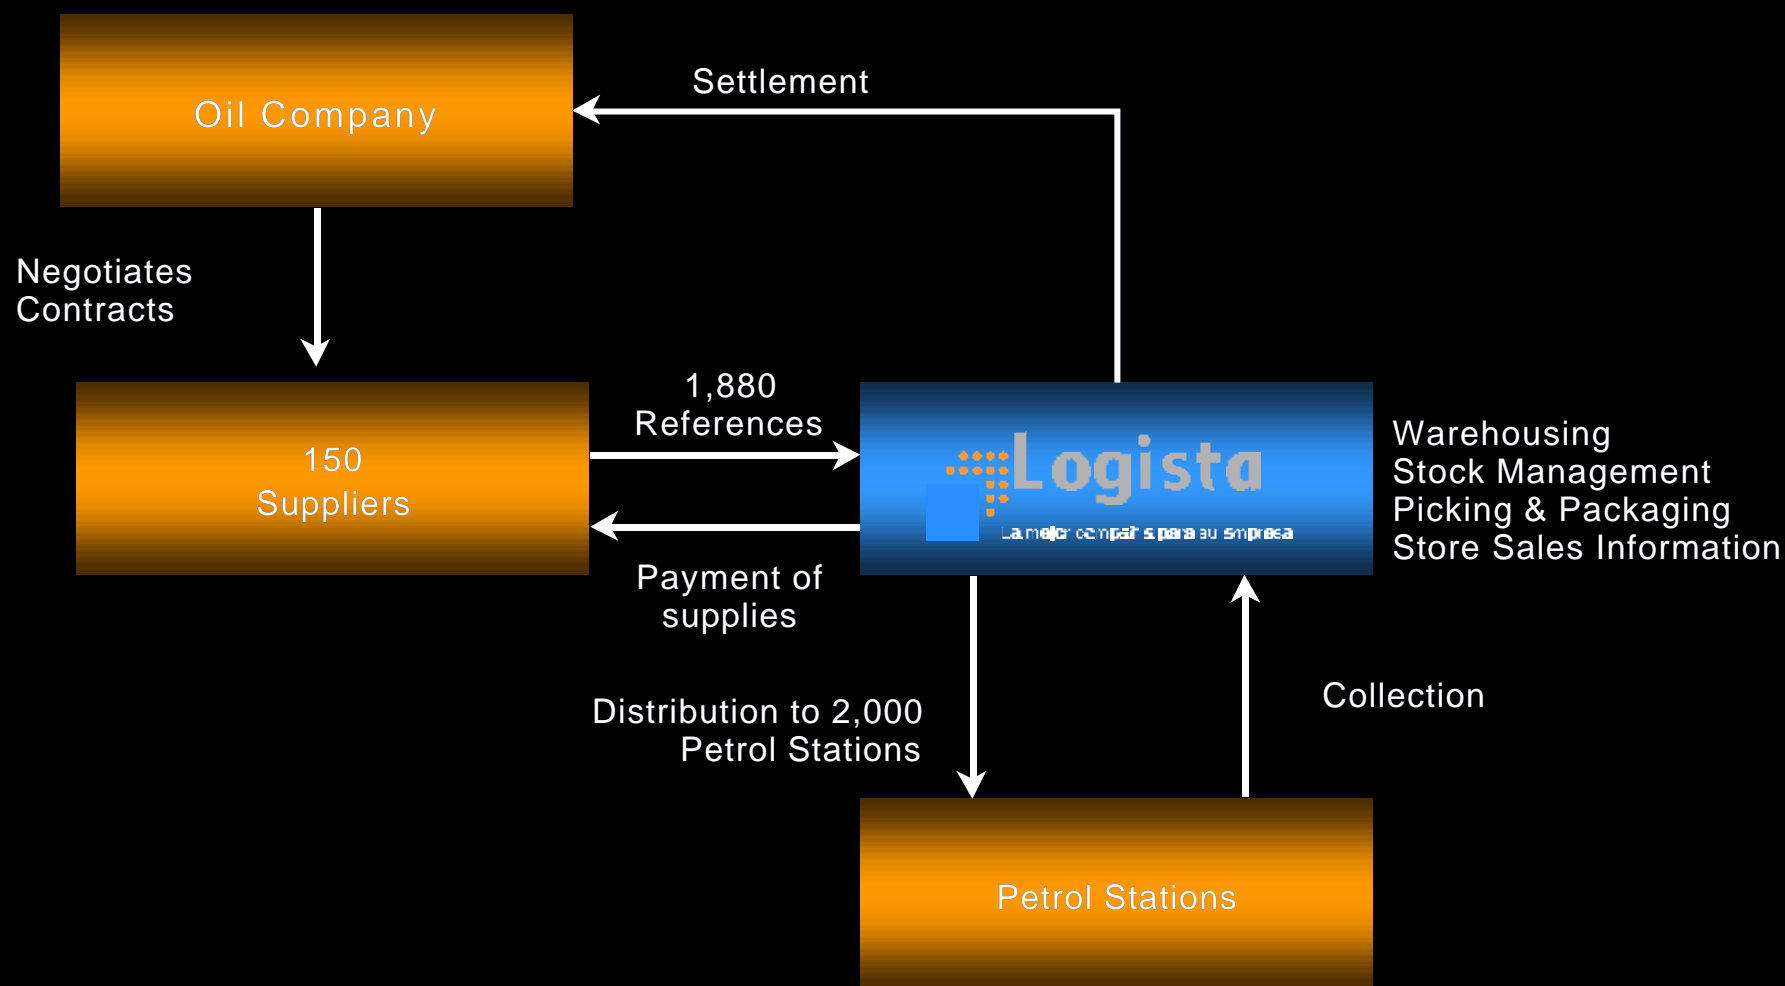 Settlement
Oil Company
Negotiates
Contracts
1,880
References
150
Suppliers
Logista
Warehousing
Stock Management
Picking & Packaging
Store Sales Information
Payment of
supplies
Distribution to 2,000
Petrol Stations
Collection
Petrol Stations